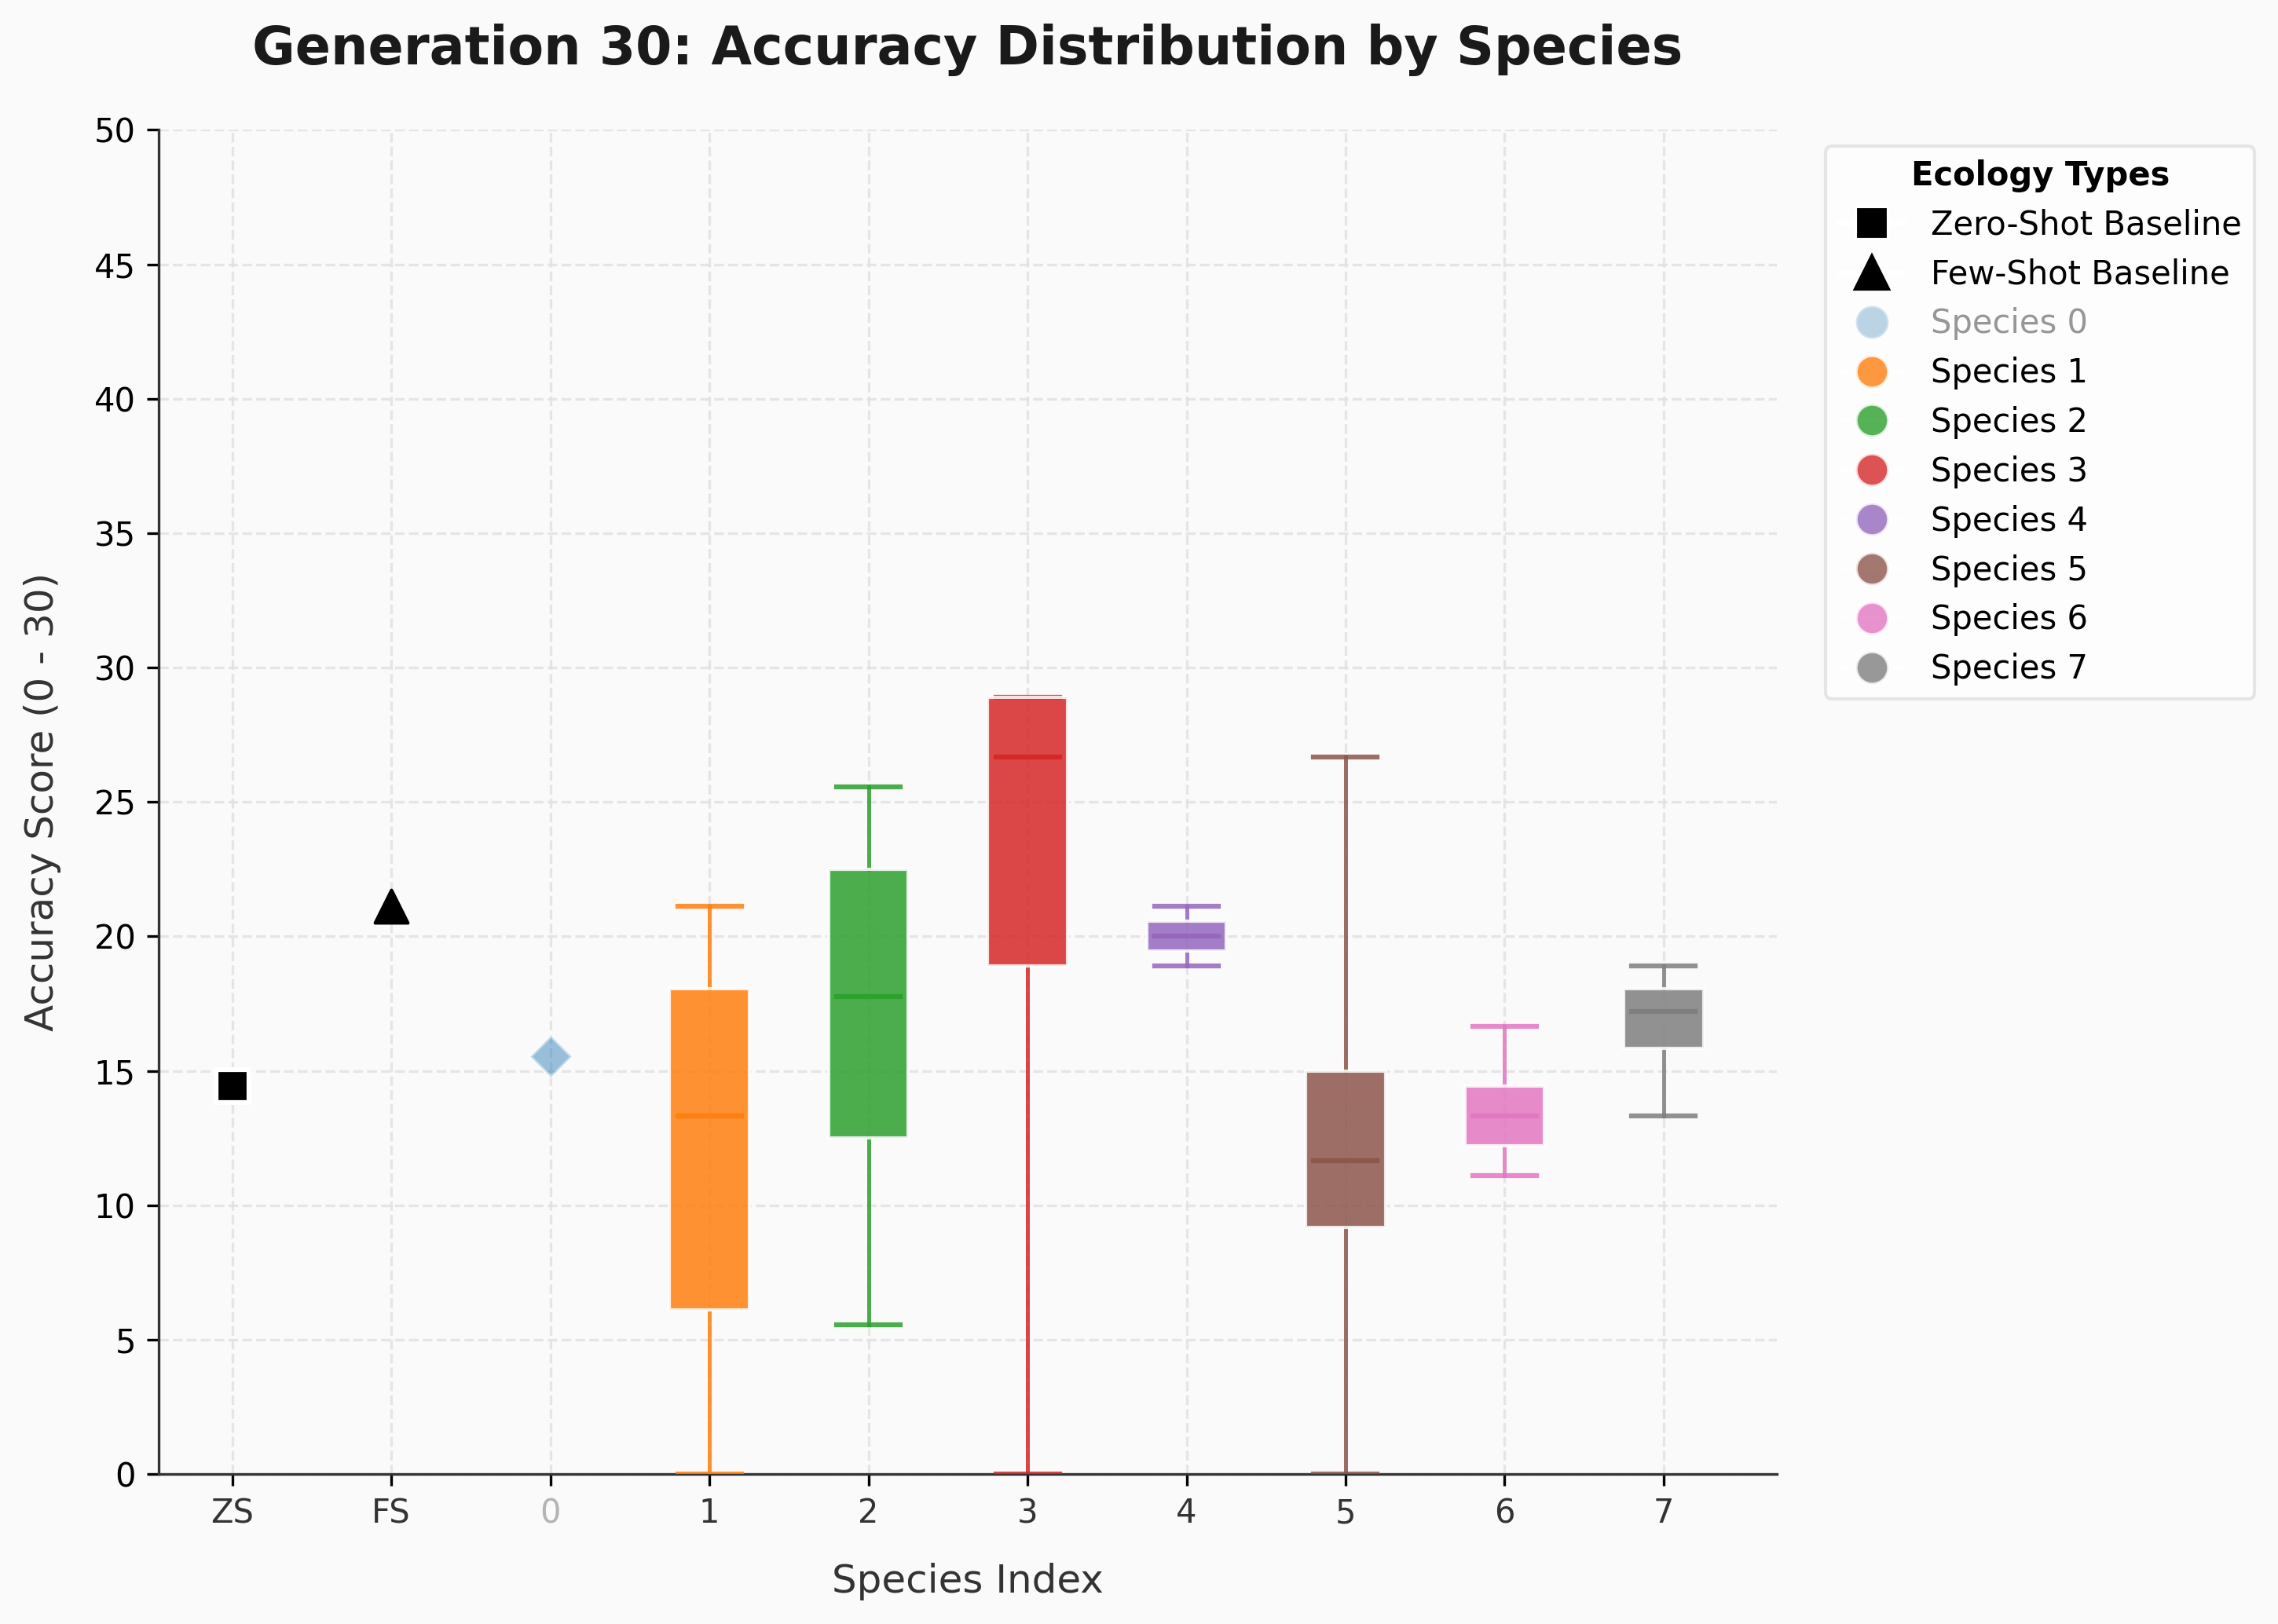 Generation 30: Accuracy Distribution by Species
50
45
40
35
30
25
20
15
10
5
0
Accuracy Score (0 - 30)
ZS
FS
0
1
2
3
4
5
6
7
Species Index
Ecology Types
Zero-Shot Baseline
Few-Shot Baseline
Species 0
Species 1
Species 2
Species 3
Species 4
Species 5
Species 6
Species 7